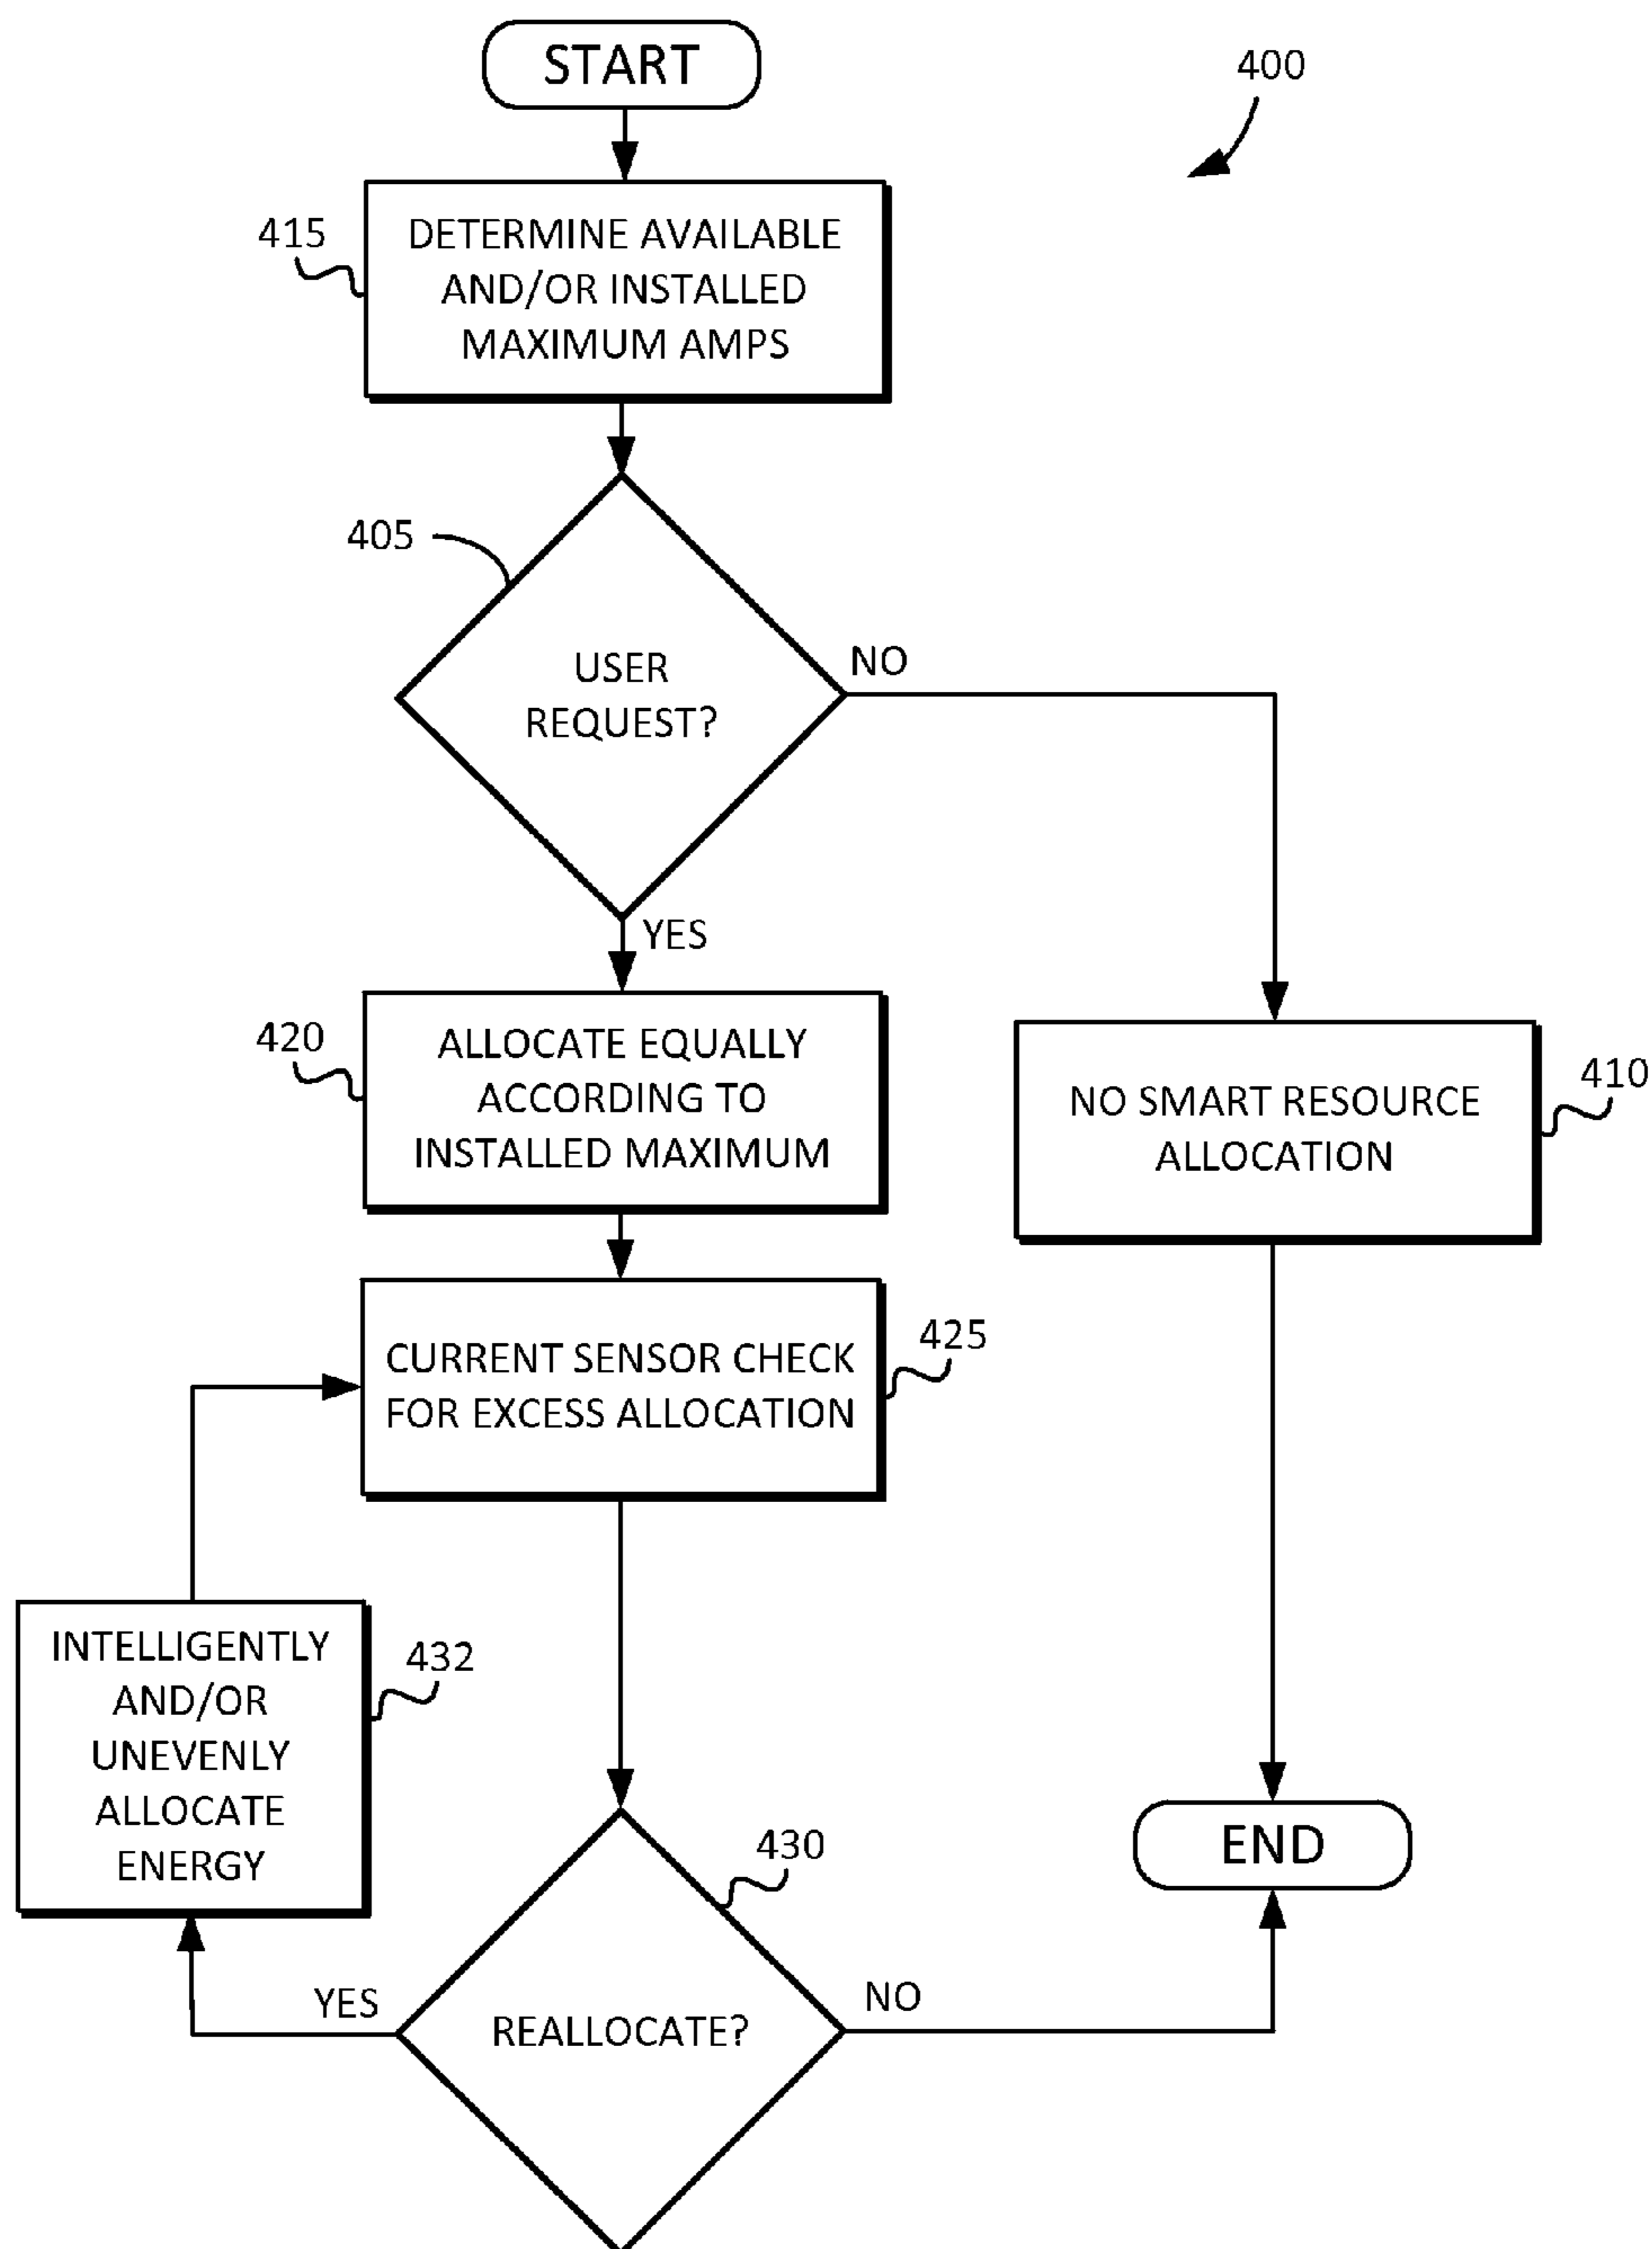 START
400
415
DETERMINE AVAILABLE
AND/OR INSTALLED
MAXIMUM AMPS
405
USER
REQUEST?
NO
YES
420
ALLOCATE EQUALLY
ACCORDING TO
INSTALLED MAXIMUM
NO SMART RESOURCE
ALLOCATION
410
CURRENT SENSOR CHECK
FOR EXCESS ALLOCATION
425
INTELLIGENTLY
AND/OR
UNEVENLY
ALLOCATE
ENERGY
432
430
END
YES
REALLOCATE?
NO